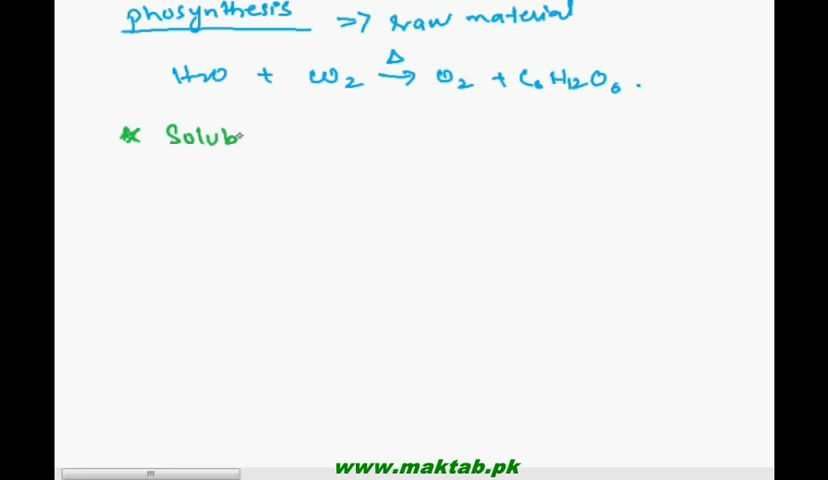 phosynthesis => raw material
H2O + CO2 Δ→ O2 + C6H12O6.
* Solub
www.maktab.pk